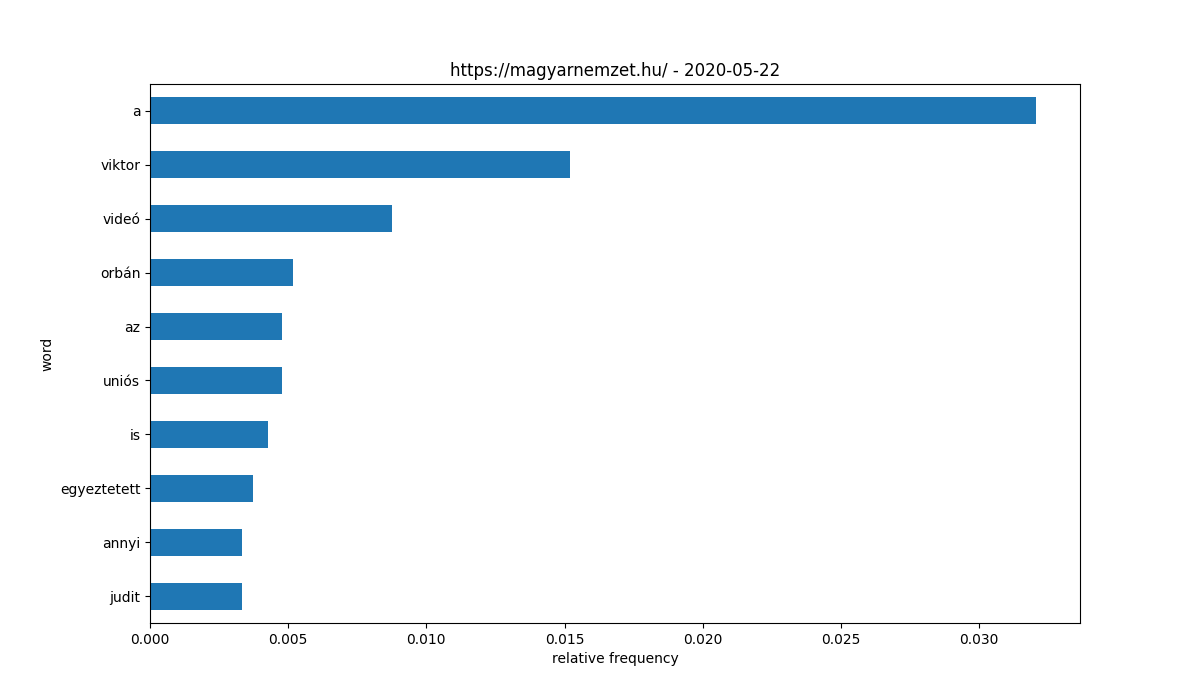 https://magyarnemzet.hu/ - 2020-05-22
a
viktor
videó
orbán
az
uniós
is
egyeztetett
annyi
judit
word
0.000 0.005 0.010 0.015 0.020 0.025 0.030
relative frequency